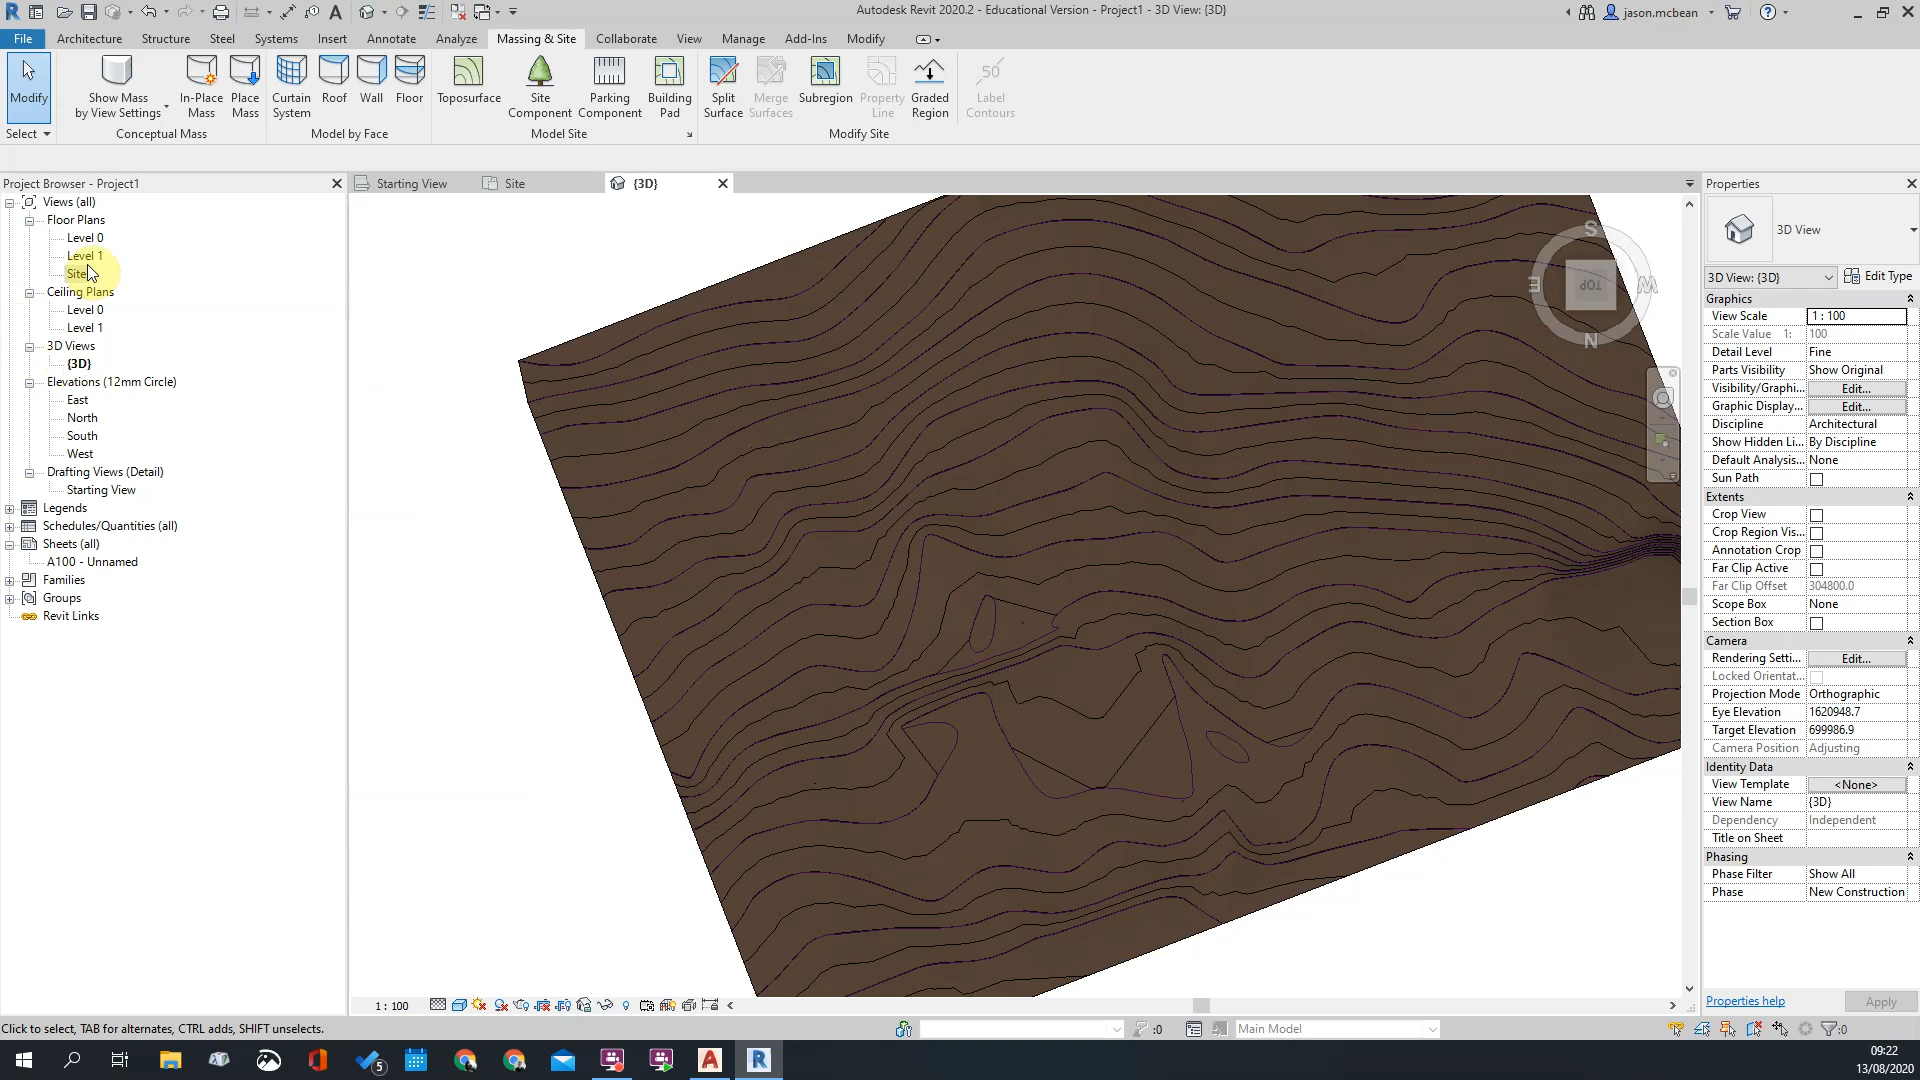 Autodesk Revit 2020.2 - Educational Version - Project1 - 3D View: {3D}
jason.mcbean
File Architecture Structure Steel Systems Insert Annotate Analyze Massing & Site Collaborate View Manage Add-Ins Modify
Modify
Show Mass
by View Settings
In-Place
Mass
Place
Mass
Curtain
System
Roof
Wall
Floor
Toposurface
Site
Component
Parking
Component
Building
Pad
Split
Surface
Merge
Surfaces
Subregion
Property
Line
Graded
Region
50
Label
Contours
Select
Conceptual Mass
Model by Face
Model Site
Modify Site
Project Browser - Project1
Views (all)
Floor Plans
Level 0
Level 1
Site
Ceiling Plans
Level 0
Level 1
3D Views
{3D}
Elevations (12mm Circle)
East
North
South
West
Drafting Views (Detail)
Starting View
Legends
Schedules/Quantities (all)
Sheets (all)
A100 - Unnamed
Families
Groups
Revit Links
Starting View
Site
{3D}
S
E
TOP
W
N
Properties
3D View
3D View: {3D}
Edit Type
Graphics
View Scale 1 : 100
Scale Value 1: 100
Detail Level Fine
Parts Visibility Show Original
Visibility/Graphi... Edit...
Graphic Display... Edit...
Discipline Architectural
Show Hidden Li... By Discipline
Default Analysis... None
Sun Path
Extents
Crop View
Crop Region Vis...
Annotation Crop
Far Clip Active
Far Clip Offset 304800.0
Scope Box None
Section Box
Camera
Rendering Setti... Edit...
Locked Orientat...
Projection Mode Orthographic
Eye Elevation 1620948.7
Target Elevation 699986.9
Camera Position Adjusting
Identity Data
View Template <None>
View Name {3D}
Dependency Independent
Title on Sheet
Phasing
Phase Filter Show All
Phase New Construction
Properties help
Apply
1 : 100
Click to select, TAB for alternates, CTRL adds, SHIFT unselects.
:0
Main Model
:0
5
A
R
09:22
13/08/2020